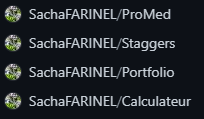 SachaFARINEL/ProMed
SachaFARINEL/Staggers
SachaFARINEL/Portfolio
SachaFARINEL/Calculateur